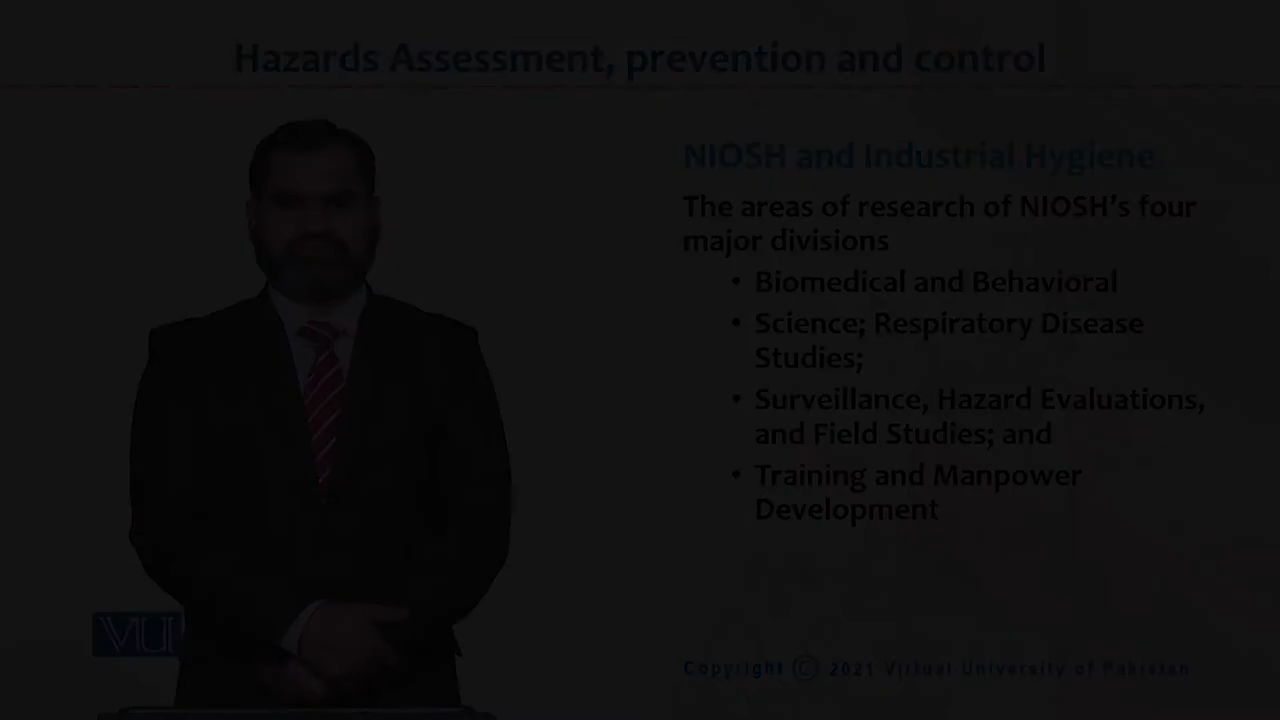 Hazards Assessment, prevention and control
NIOSH and Industrial Hygiene
The areas of research of NIOSH’s four
major divisions
• Biomedical and Behavioral
• Science; Respiratory Disease
Studies;
• Surveillance, Hazard Evaluations,
and Field Studies; and
• Training and Manpower
Development
VU
Copyright © 2021 Virtual University of Pakistan